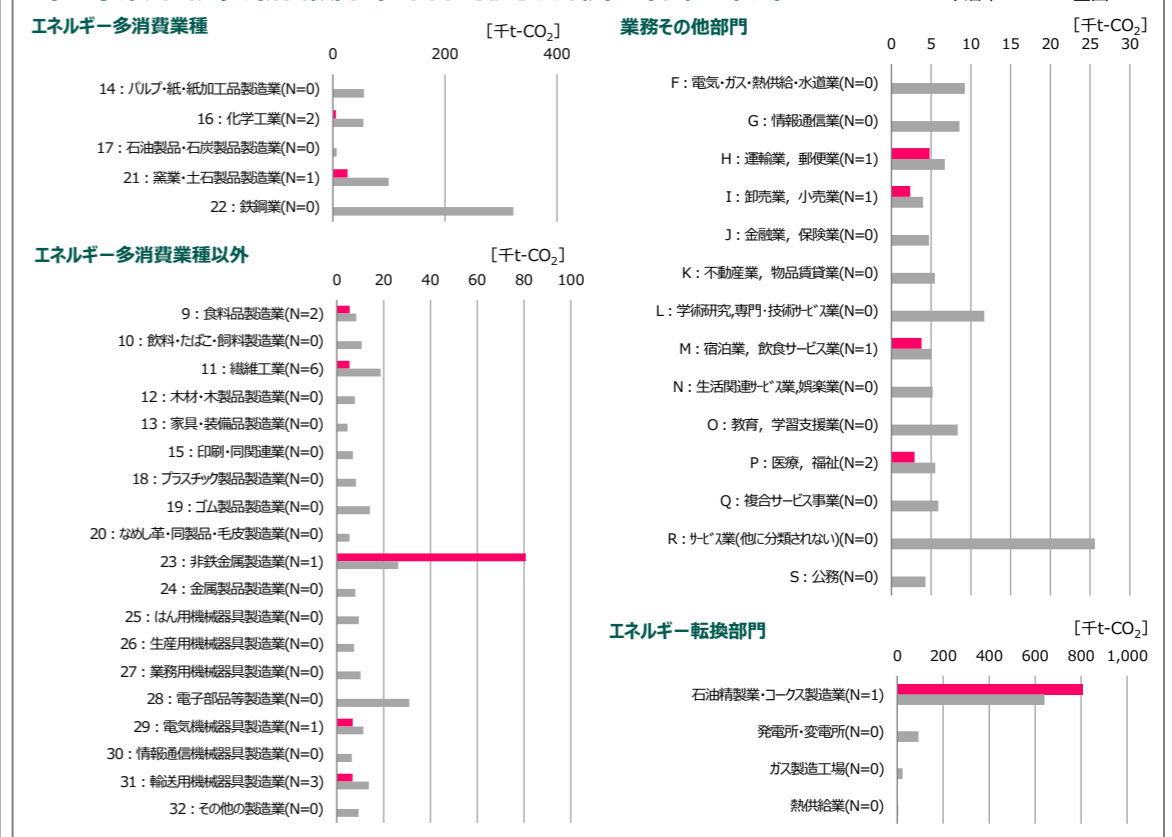 エネルギー多消費業種
[千t-CO2]
0 200 400
14：パルプ・紙・紙加工品製造業(N=0)
16：化学工業(N=2)
17：石油製品・石炭製品製造業(N=0)
21：窯業・土石製品製造業(N=1)
22：鉄鋼業(N=0)
エネルギー多消費業種以外
[千t-CO2]
0 20 40 60 80 100
9：食料品製造業(N=2)
10：飲料・たばこ・飼料製造業(N=0)
11：繊維工業(N=6)
12：木材・木製品製造業(N=0)
13：家具・装備品製造業(N=0)
15：印刷・同関連業(N=0)
18：プラスチック製品製造業(N=0)
19：ゴム製品製造業(N=0)
20：なめし革・同製品・毛皮製造業(N=0)
23：非鉄金属製造業(N=1)
24：金属製品製造業(N=0)
25：はん用機械器具製造業(N=0)
26：生産用機械器具製造業(N=0)
27：業務用機械器具製造業(N=0)
28：電子部品等製造業(N=0)
29：電気機械器具製造業(N=1)
30：情報通信機械器具製造業(N=0)
31：輸送用機械器具製造業(N=3)
32：その他の製造業(N=0)
業務その他部門
[千t-CO2]
0 5 10 15 20 25 30
F：電気・ガス・熱供給・水道業(N=0)
G：情報通信業(N=0)
H：運輸業，郵便業(N=1)
I：卸売業，小売業(N=1)
J：金融業，保険業(N=0)
K：不動産業，物品賃貸業(N=0)
L：学術研究,専門・技術サービス業(N=0)
M：宿泊業，飲食サービス業(N=1)
N：生活関連サービス業,娯楽業(N=0)
O：教育，学習支援業(N=0)
P：医療，福祉(N=2)
Q：複合サービス事業(N=0)
R：サービス業(他に分類されない)(N=0)
S：公務(N=0)
エネルギー転換部門
[千t-CO2]
0 200 400 600 800 1,000
石油精製業・コークス製造業(N=1)
発電所・変電所(N=0)
ガス製造工場(N=0)
熱供給業(N=0)